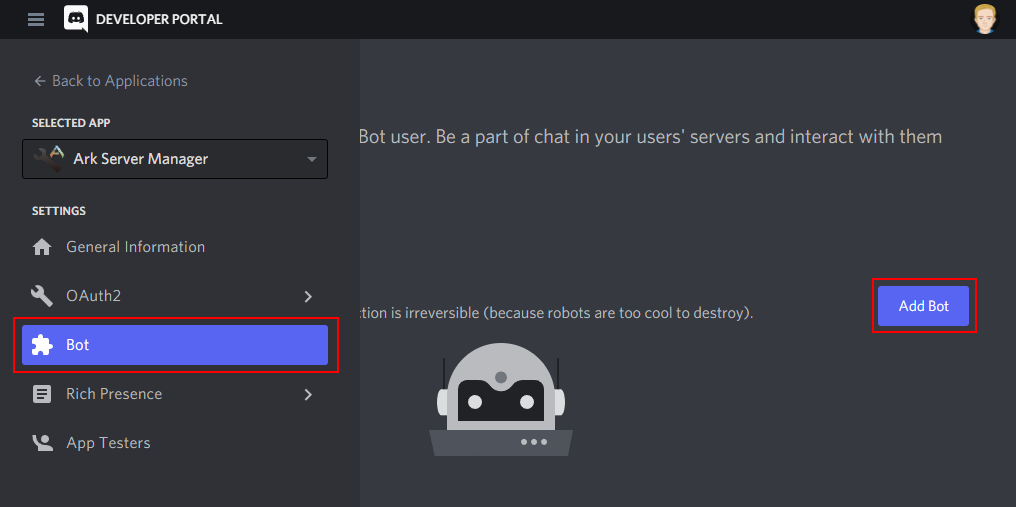 DEVELOPER PORTAL
Back to Applications
SELECTED APP
Ark Server Manager
SETTINGS
General Information
OAuth2
Bot
Rich Presence
App Testers
Bot user. Be a part of chat in your users' servers and interact with them
ction is irreversible (because robots are too cool to destroy).
Add Bot